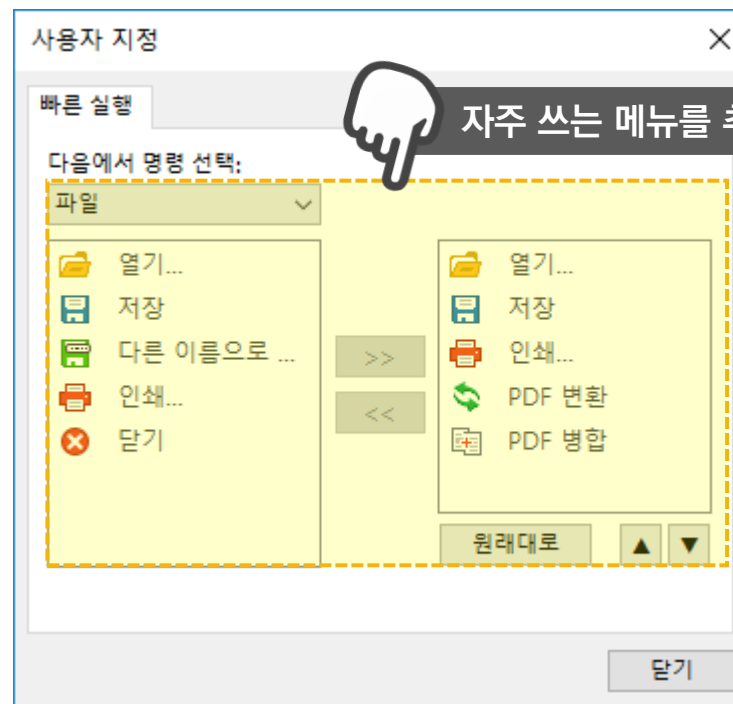 사용자 지정
빠른 실행
자주 쓰는 메뉴를
다음에서 명령 선택:
파일
열기...
저장
다른 이름으로 ...
인쇄...
닫기
>>
<<
열기...
저장
인쇄...
PDF 변환
PDF 병합
원래대로
▲ ▼
닫기